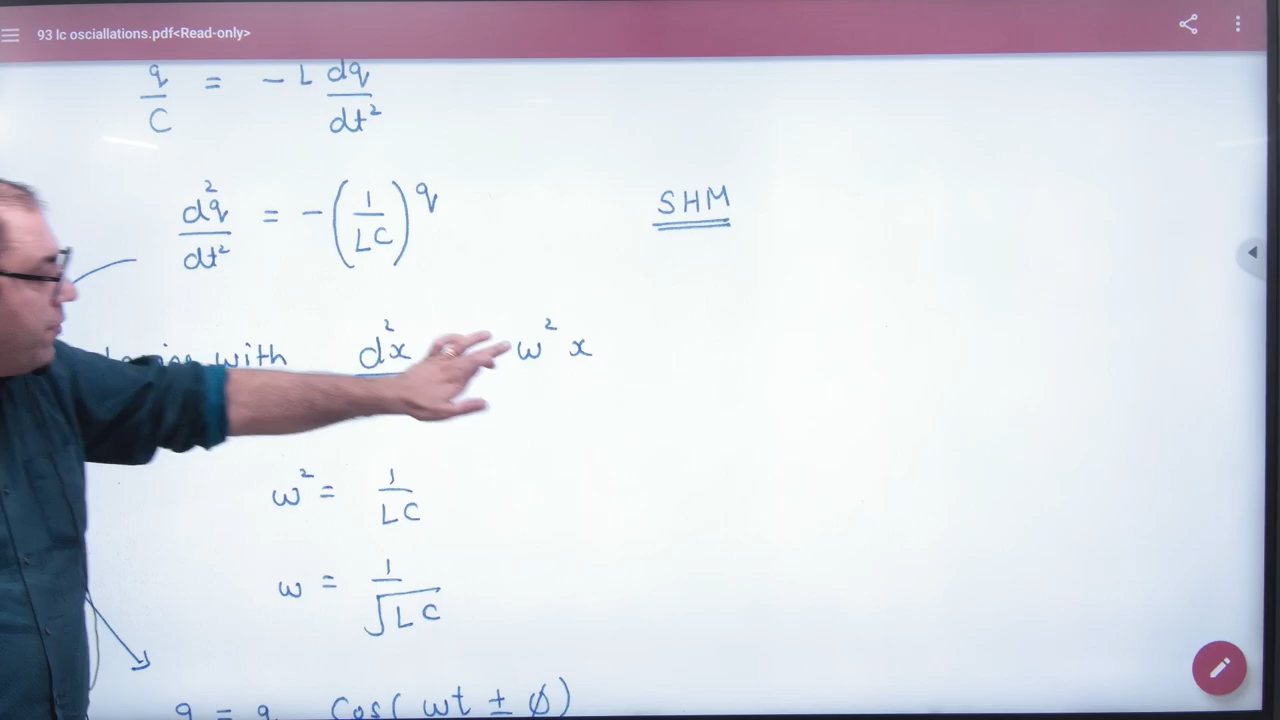 93 lc osciallations.pdf<Read-only>
q/C = - L dq/dt²
d²q/dt² = -(1/LC) q
SHM
with d²x ω² x
ω² = 1/LC
ω = 1/√LC
q = q Cos( ωt ± ϕ)